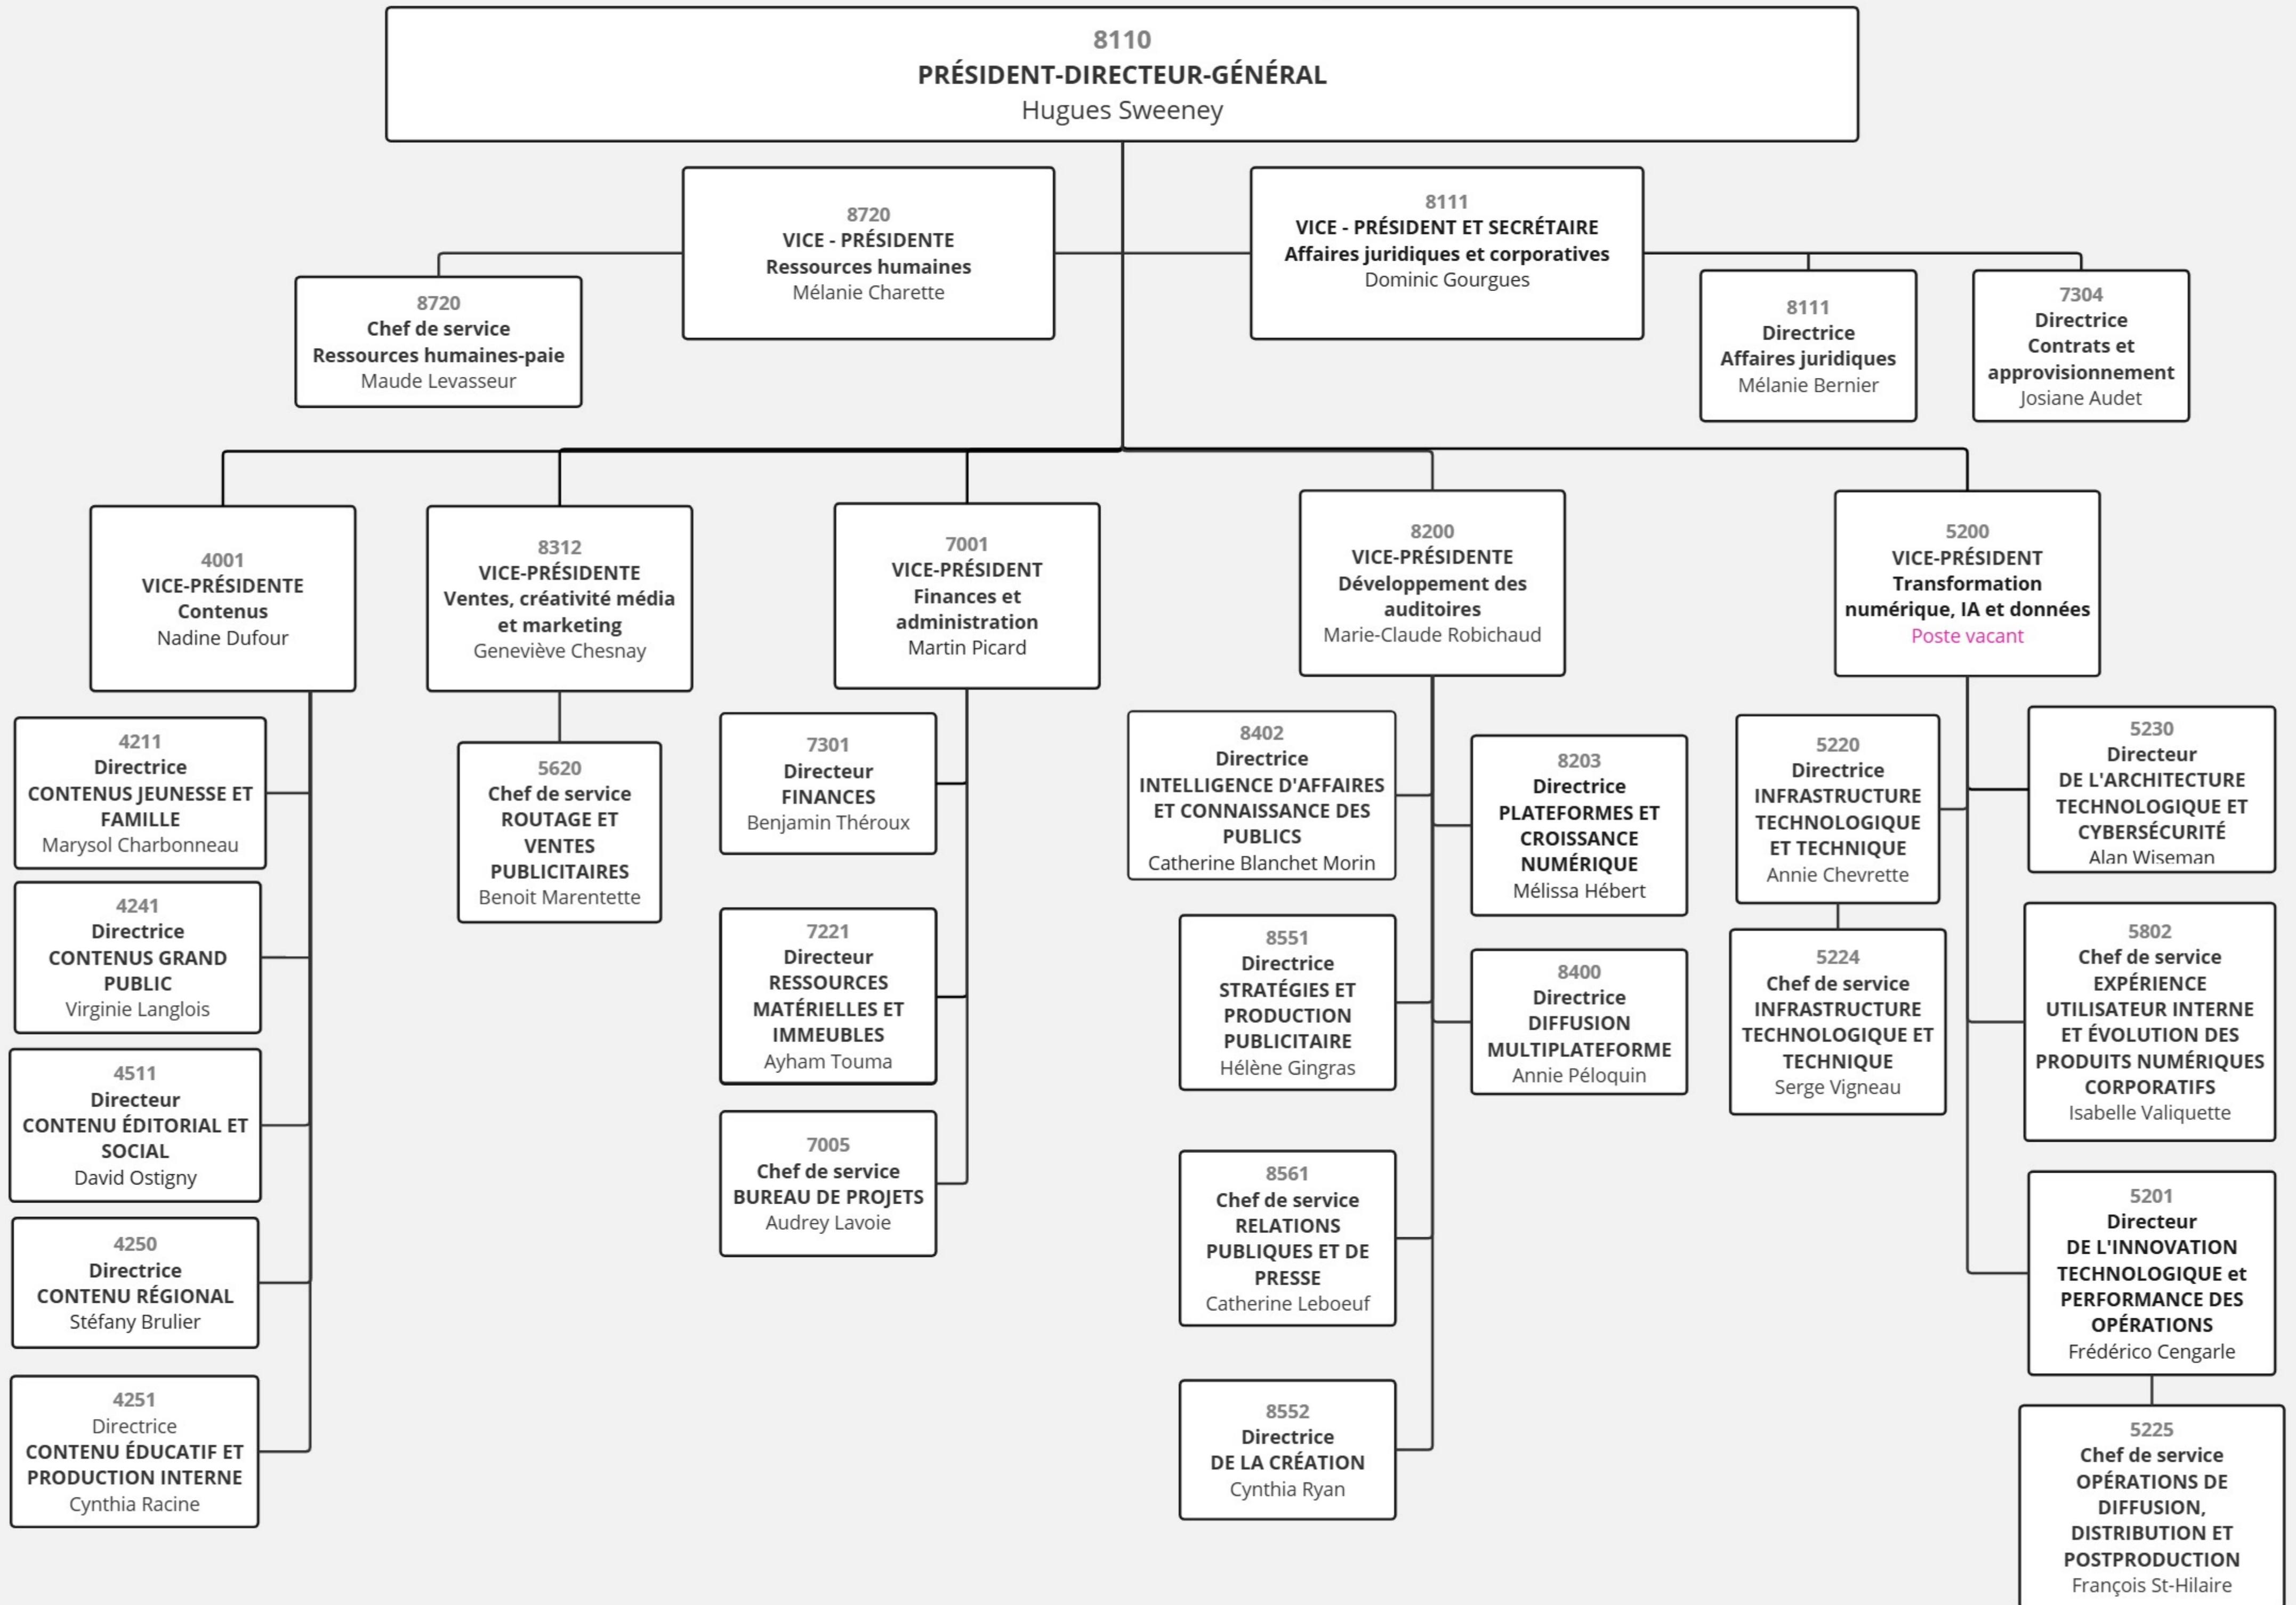 8110
PRÉSIDENT-DIRECTEUR-GÉNÉRAL
Hugues Sweeney
8720
VICE - PRÉSIDENTE
Ressources humaines
Mélanie Charette
8111
VICE - PRÉSIDENT ET SECRÉTAIRE
Affaires juridiques et corporatives
Dominic Gourgues
8720
Chef de service
Ressources humaines-paie
Maude Levasseur
8111
Directrice
Affaires juridiques
Mélanie Bernier
7304
Directrice
Contrats et
approvisionnement
Josiane Audet
4001
VICE-PRÉSIDENTE
Contenus
Nadine Dufour
8312
VICE-PRÉSIDENTE
Ventes, créativité média
et marketing
Geneviève Chesnay
7001
VICE-PRÉSIDENT
Finances et
administration
Martin Picard
8200
VICE-PRÉSIDENTE
Développement des
auditoires
Marie-Claude Robichaud
5200
VICE-PRÉSIDENT
Transformation
numérique, IA et données
Poste vacant
4211
Directrice
CONTENUS JEUNESSE ET
FAMILLE
Marysol Charbonneau
4241
Directrice
CONTENUS GRAND
PUBLIC
Virginie Langlois
4511
Directeur
CONTENU ÉDITORIAL ET
SOCIAL
David Ostigny
4250
Directrice
CONTENU RÉGIONAL
Stéfany Brulier
4251
Directrice
CONTENU ÉDUCATIF ET
PRODUCTION INTERNE
Cynthia Racine
5620
Chef de service
ROUTAGE ET
VENTES
PUBLICITAIRES
Benoit Marentette
7301
Directeur
FINANCES
Benjamin Théroux
7221
Directeur
RESSOURCES
MATÉRIELLES ET
IMMEUBLES
Ayham Touma
7005
Chef de service
BUREAU DE PROJETS
Audrey Lavoie
8402
Directrice
INTELLIGENCE D'AFFAIRES
ET CONNAISSANCE DES
PUBLICS
Catherine Blanchet Morin
8551
Directrice
STRATÉGIES ET
PRODUCTION
PUBLICITAIRE
Hélène Gingras
8561
Chef de service
RELATIONS
PUBLIQUES ET DE
PRESSE
Catherine Leboeuf
8552
Directrice
DE LA CRÉATION
Cynthia Ryan
8203
Directrice
PLATEFORMES ET
CROISSANCE
NUMÉRIQUE
Mélissa Hébert
8400
Directrice
DIFFUSION
MULTIPLATEFORME
Annie Péloquin
5220
Directrice
INFRASTRUCTURE
TECHNOLOGIQUE
ET TECHNIQUE
Annie Chevrette
5224
Chef de service
INFRASTRUCTURE
TECHNOLOGIQUE ET
TECHNIQUE
Serge Vigneau
5230
Directeur
DE L'ARCHITECTURE
TECHNOLOGIQUE ET
CYBERSÉCURITÉ
Alan Wiseman
5802
Chef de service
EXPÉRIENCE
UTILISATEUR INTERNE
ET ÉVOLUTION DES
PRODUITS NUMÉRIQUES
CORPORATIFS
Isabelle Valiquette
5201
Directeur
DE L'INNOVATION
TECHNOLOGIQUE et
PERFORMANCE DES
OPÉRATIONS
Frédérico Cengarle
5225
Chef de service
OPÉRATIONS DE
DIFFUSION,
DISTRIBUTION ET
POSTPRODUCTION
François St-Hilaire